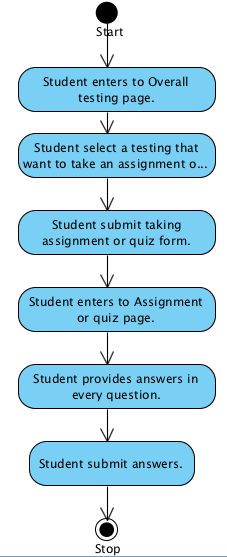 Start
Student enters to Overall
testing page.
Student select a testing that
want to take an assignment o...
Student submit taking
assignment or quiz form.
Student enters to Assignment
or quiz page.
Student provides answers in
every question.
Student submit answers.
Stop